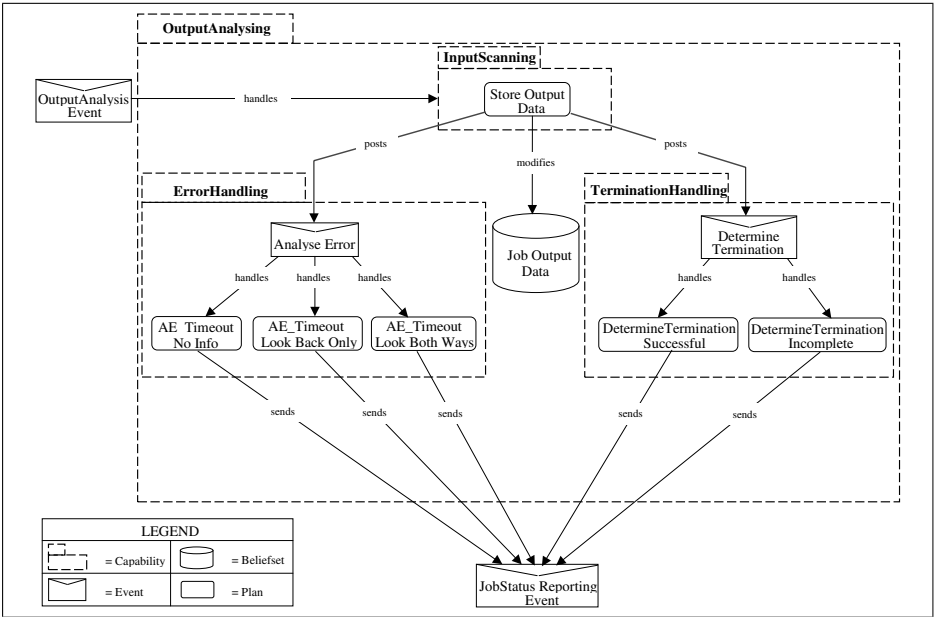 OutputAnalysing
InputScanning
OutputAnalysis
Event
handles
Store Output
Data
posts
modifies
posts
ErrorHandling
TerminationHandling
Analyse Error
Job Output
Data
Determine
Termination
handles
handles
handles
handles
handles
AE_Timeout
No Info
AE_Timeout
Look Back Only
AE_Timeout
Look Both Ways
DetermineTermination
Successful
DetermineTermination
Incomplete
sends
sends
sends
sends
sends
LEGEND
= Capability
= Beliefset
= Event
= Plan
JobStatus Reporting
Event